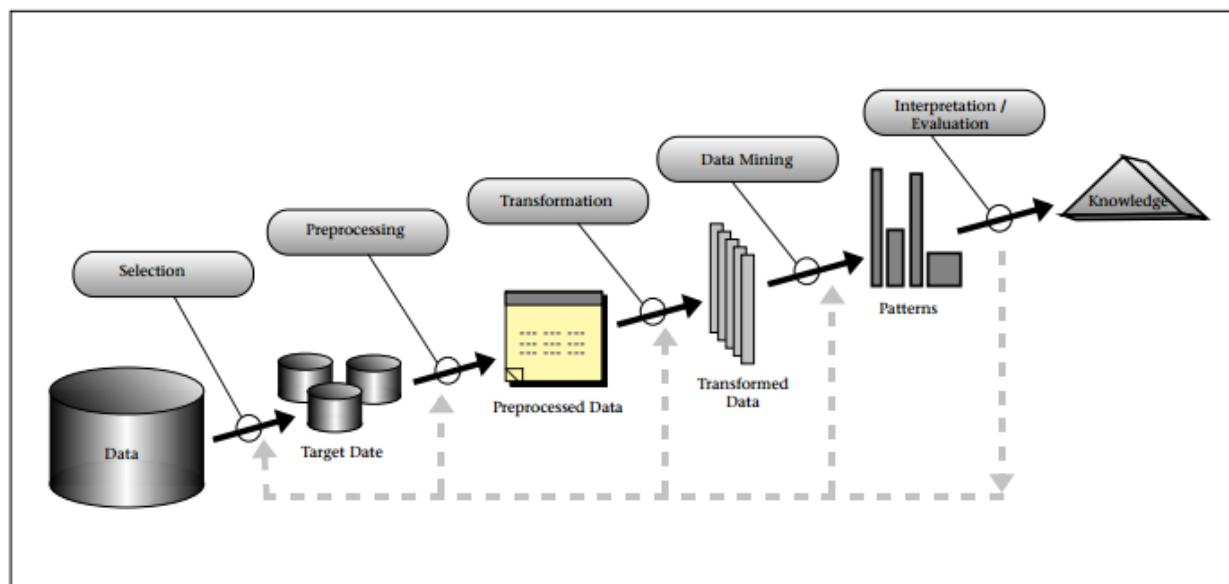 Interpretation /
Evaluation
Data Mining
Transformation
Knowledge
Preprocessing
Selection
Patterns
Transformed
Data
Preprocessed Data
Target Date
Data